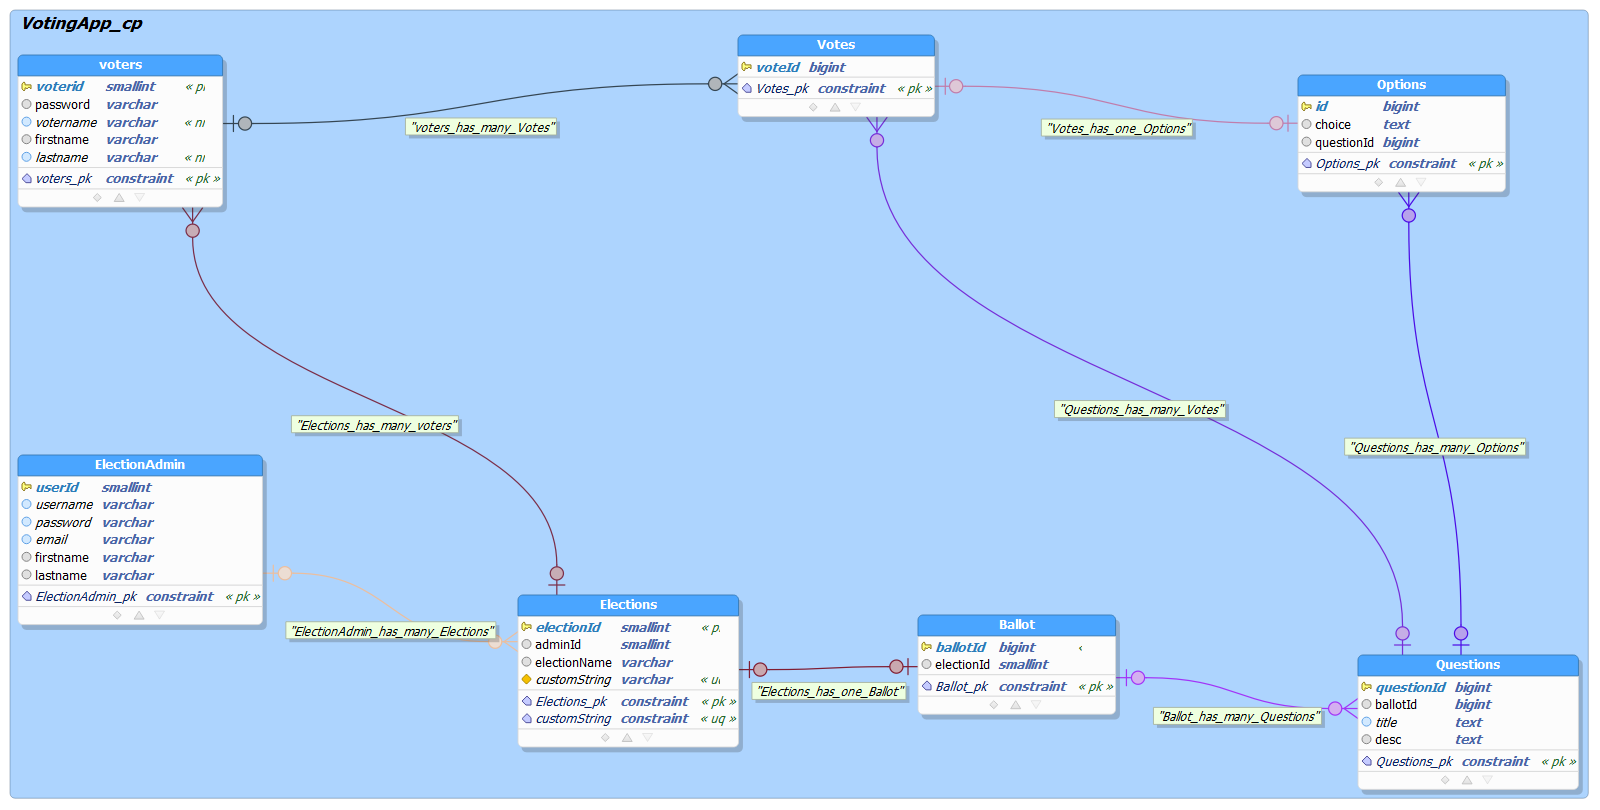 VotingApp_cp
voters
voterid smallint « p
password varchar
votername varchar « n
firstname varchar
lastname varchar « n
voters_pk constraint « pk »
Votes
voteId bigint
Votes_pk constraint « pk »
Options
id bigint
choice text
questionId bigint
Options_pk constraint « pk »
"voters_has_many_Votes"
"Votes_has_one_Options"
"Elections_has_many_voters"
"Questions_has_many_Votes"
"Questions_has_many_Options"
ElectionAdmin
userId smallint
username varchar
password varchar
email varchar
firstname varchar
lastname varchar
ElectionAdmin_pk constraint « pk »
"ElectionAdmin_has_many_Elections"
Elections
electionId smallint « p
adminId smallint
electionName varchar
customString varchar « u
Elections_pk constraint « pk »
customString constraint « uq »
"Elections_has_one_Ballot"
Ballot
ballotId bigint ‹
electionId smallint
Ballot_pk constraint « pk »
"Ballot_has_many_Questions"
Questions
questionId bigint
ballotId bigint
title text
desc text
Questions_pk constraint « pk »